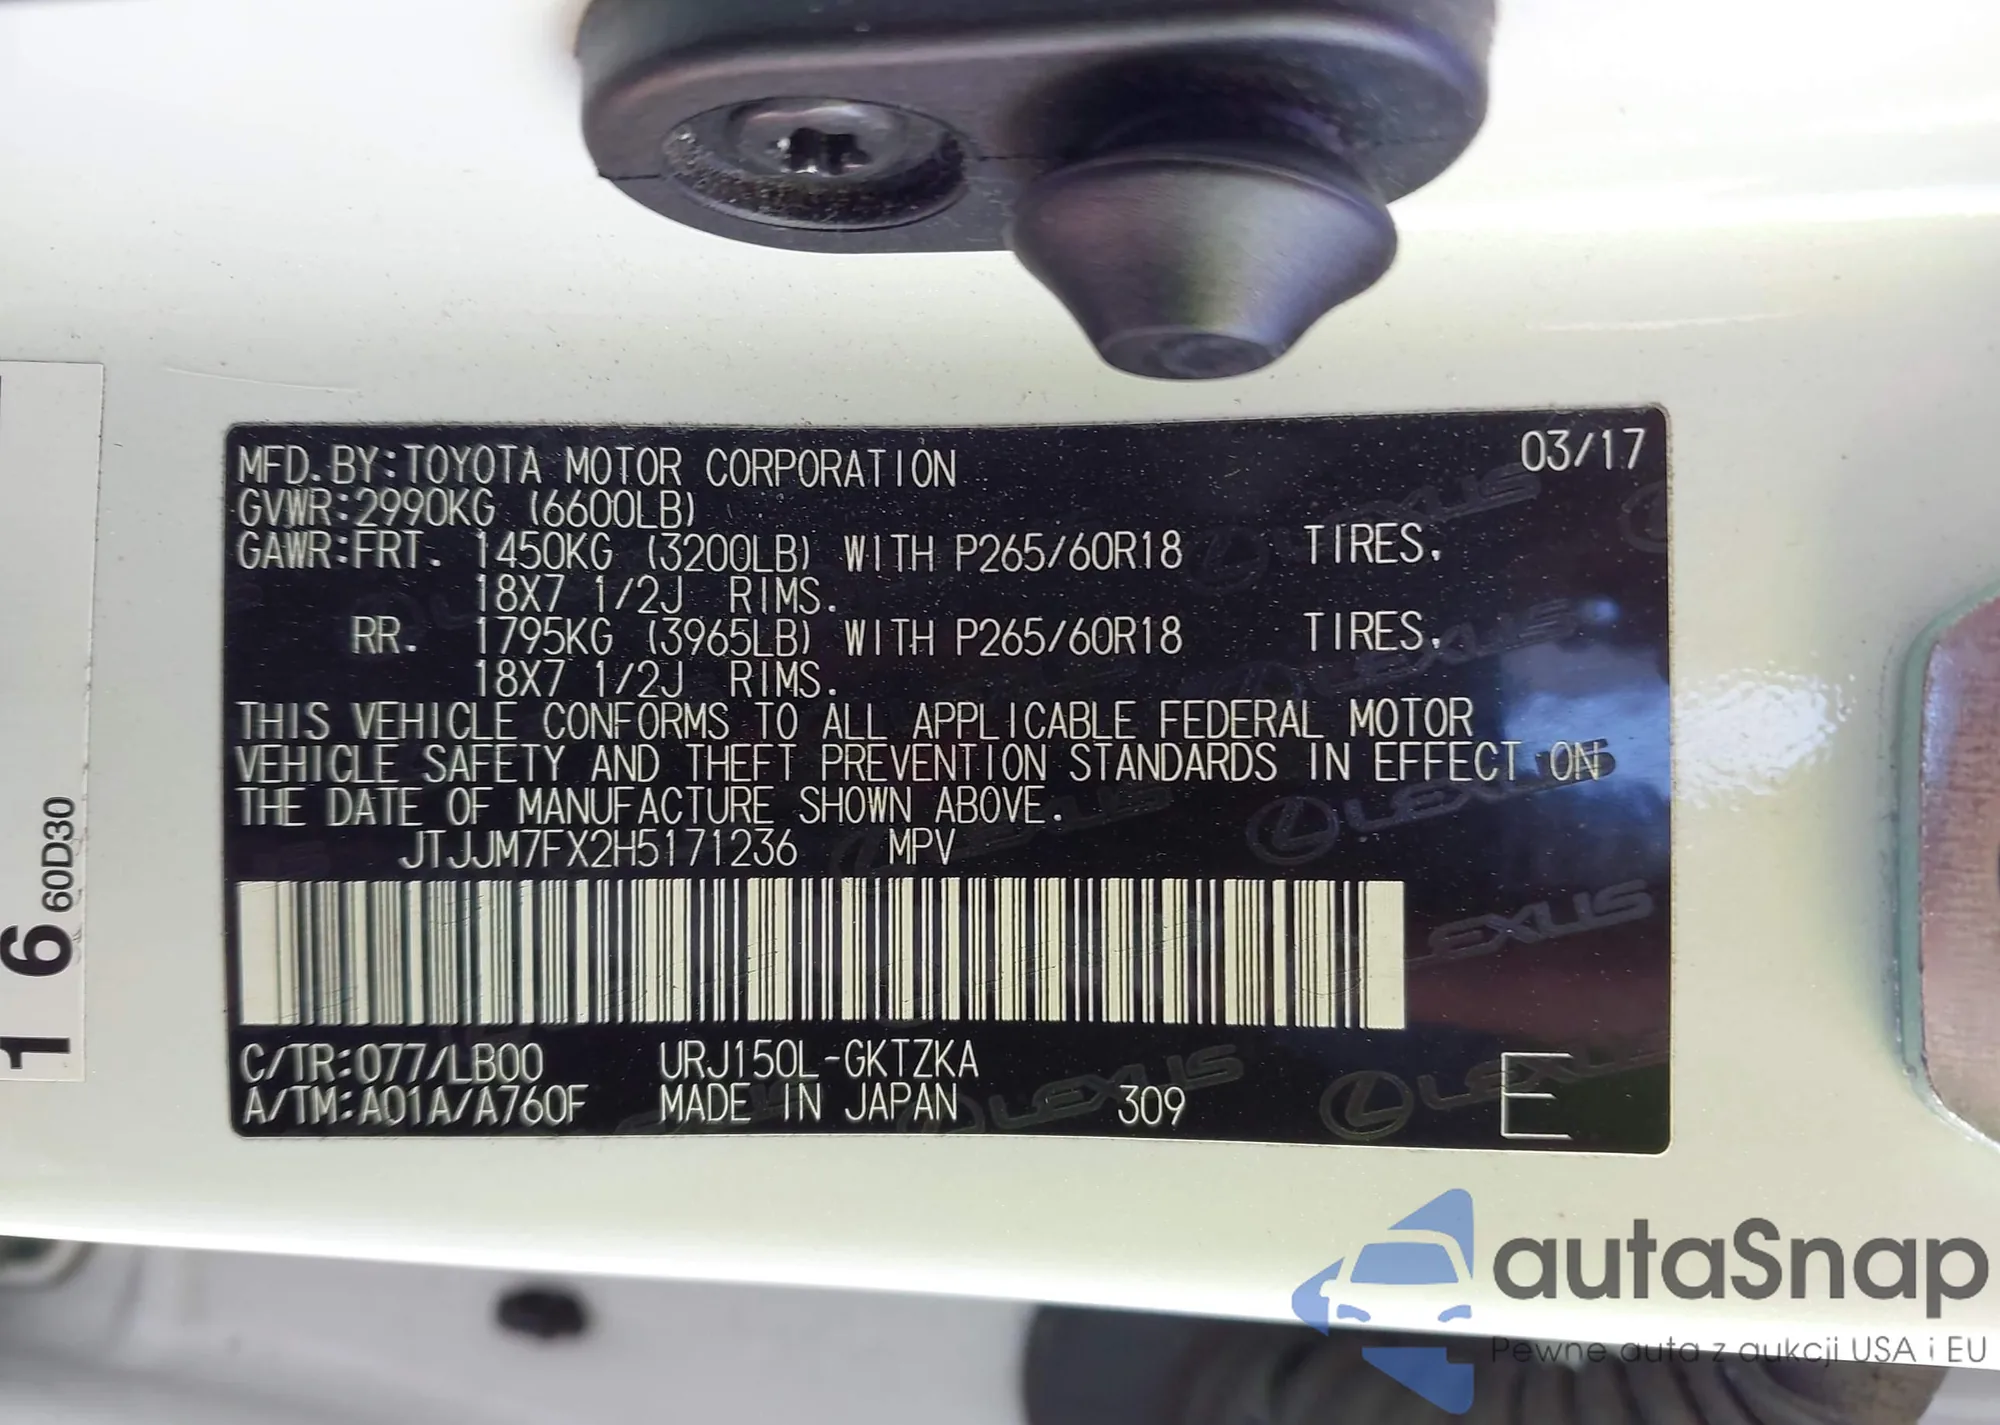 MFD.BY:TOYOTA MOTOR CORPORATION 03/17
GVWR:2990KG (6600LB)
GAWR:FRT. 1450KG (3200LB) WITH P265/60R18 TIRES,
18X7 1/2J RIMS.
RR. 1795KG (3965LB) WITH P265/60R18 TIRES,
18X7 1/2J RIMS.
THIS VEHICLE CONFORMS TO ALL APPLICABLE FEDERAL MOTOR
VEHICLE SAFETY AND THEFT PREVENTION STANDARDS IN EFFECT ON
THE DATE OF MANUFACTURE SHOWN ABOVE.
JTJJM7FX2H5171236 MPV
C/TR:077/LB00 URJ150L-GKTZKA
A/TM:A01A/A760F MADE IN JAPAN 309 E
16 60D30
LEXUS
LEXUS
LEXUS
LEXUS
autaSnap
Pewne auta z aukcji USA i EU